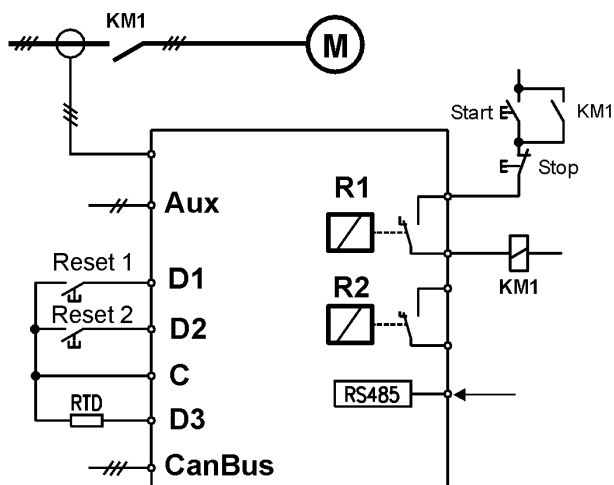 KM1
M
Start
KM1
Stop
R1
Aux
Reset 1
D1
KM1
Reset 2
D2
R2
C
RTD
D3
RS485
CanBus